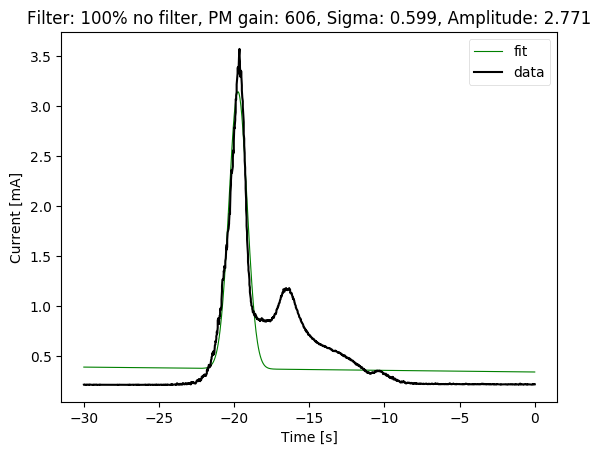 Filter: 100% no filter, PM gain: 606, Sigma: 0.599, Amplitude: 2.771
fit
data
3.5
3.0
2.5
2.0
1.5
1.0
0.5
Current [mA]
−30
−25
−20
−15
−10
−5
0
Time [s]